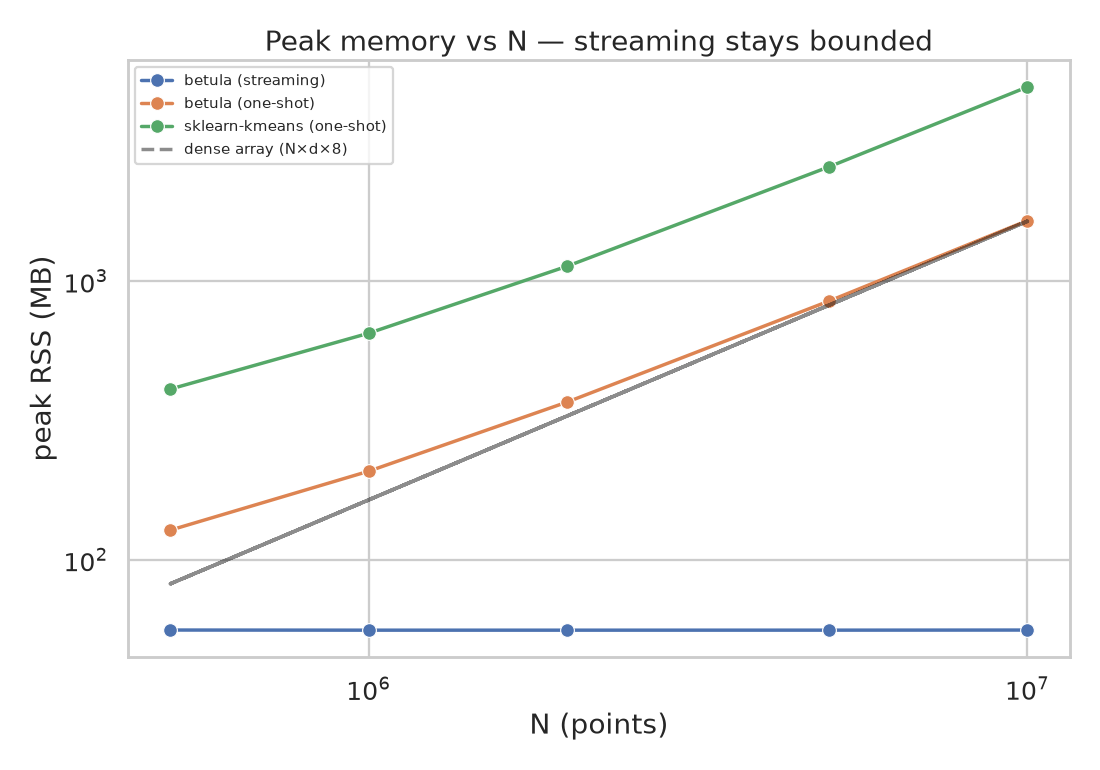 Peak memory vs N — streaming stays bounded
betula (streaming)
betula (one-shot)
sklearn-kmeans (one-shot)
dense array (N×d×8)
peak RSS (MB)
10³
10²
10⁶
10⁷
N (points)